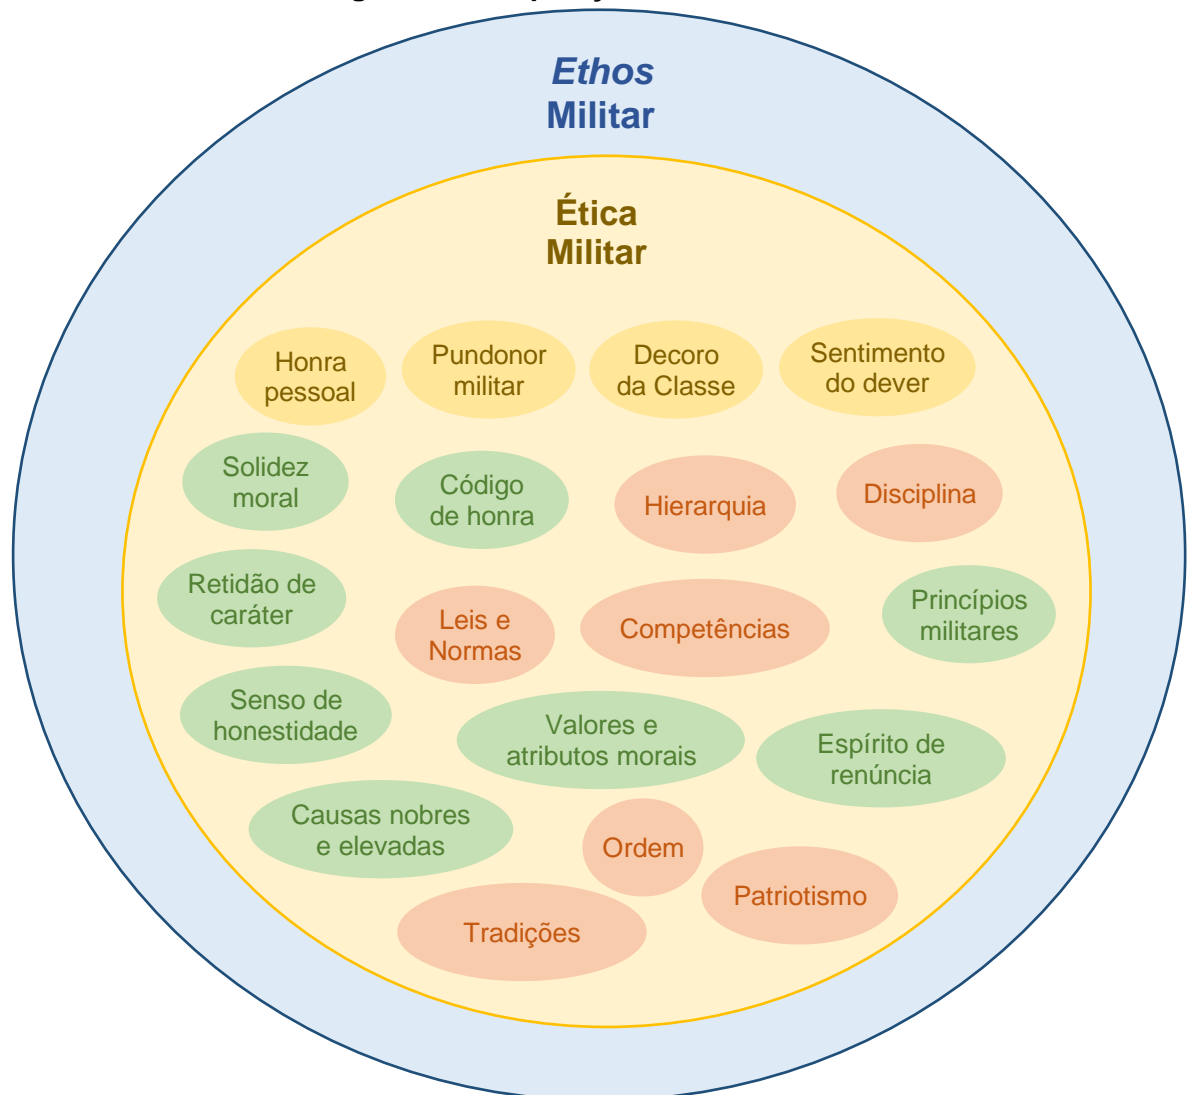 Ethos
Militar
Ética
Militar
Honra
pessoal
Pundonor
militar
Decoro
da Classe
Sentimento
do dever
Solidez
moral
Código
de honra
Hierarquia
Disciplina
Retidão de
caráter
Leis e
Normas
Competências
Princípios
militares
Senso de
honestidade
Valores e
atributos morais
Espírito de
renúncia
Causas nobres
e elevadas
Ordem
Patriotismo
Tradições